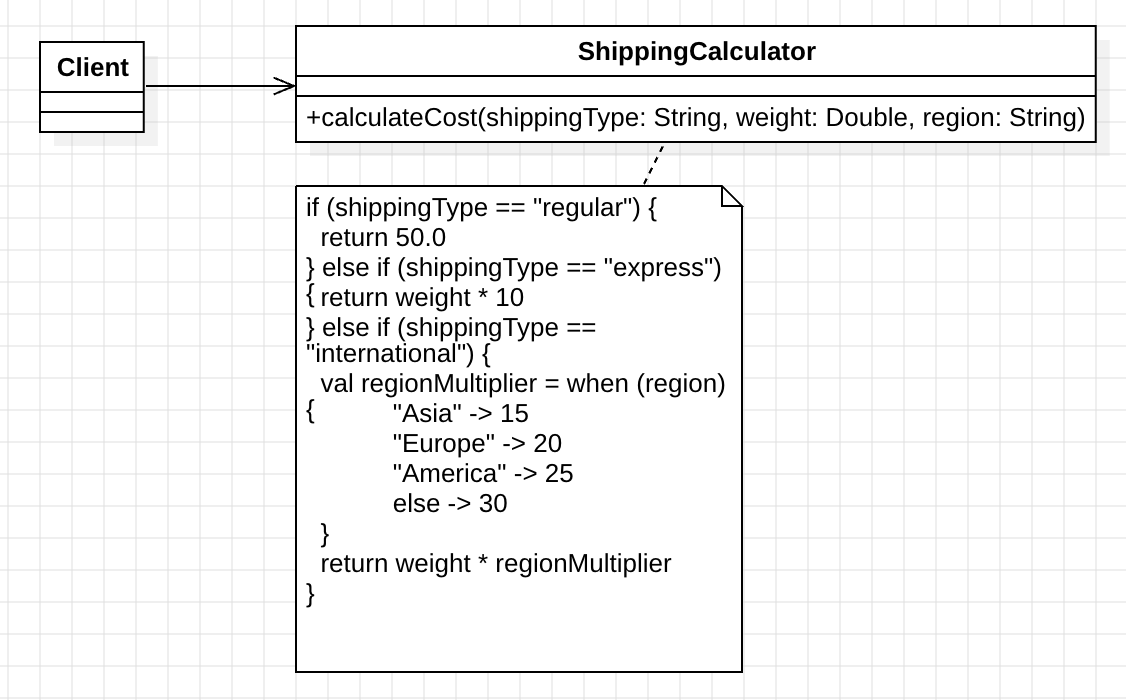 Client
ShippingCalculator
+calculateCost(shippingType: String, weight: Double, region: String)
if (shippingType == "regular") {
  return 50.0
} else if (shippingType == "express")
{ return weight * 10
} else if (shippingType ==
"international") {
  val regionMultiplier = when (region)
{          "Asia" -> 15
            "Europe" -> 20
            "America" -> 25
            else -> 30
  }
  return weight * regionMultiplier
}